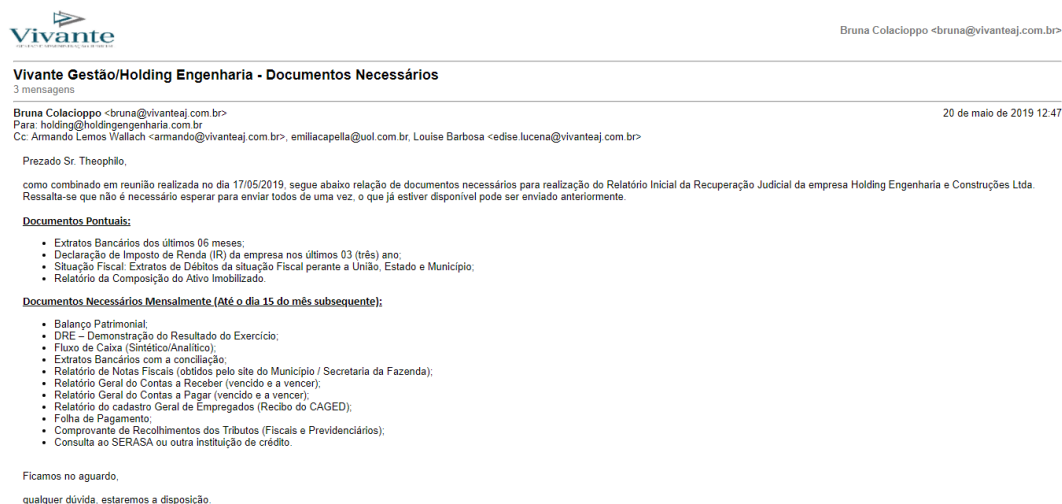 Vivante
Bruna Colacioppo <bruna@vivanteaj.com.br>
Vivante Gestão/Holding Engenharia - Documentos Necessários
3 mensagens
Bruna Colacioppo <bruna@vivanteaj.com.br>
20 de maio de 2019 12:47
Para: holding@holdingengenharia.com.br
Cc: Armando Lemos Wallach <armando@vivanteaj.com.br>, emiliacapella@uol.com.br, Louise Barbosa <edise.lucena@vivanteaj.com.br>
Prezado Sr. Theophilo,
como combinado em reunião realizada no dia 17/05/2019, segue abaixo relação de documentos necessários para realização do Relatório Inicial da Recuperação Judicial da empresa Holding Engenharia e Construções Ltda.
Ressalta-se que não é necessário esperar para enviar todos de uma vez, o que já estiver disponível pode ser enviado anteriormente.
Documentos Pontuais:
• Extratos Bancários dos últimos 06 meses;
• Declaração de Imposto de Renda (IR) da empresa nos últimos 03 (três) ano;
• Situação Fiscal: Extratos de Débitos da situação Fiscal perante a União, Estado e Município;
• Relatório da Composição do Ativo Imobilizado.
Documentos Necessários Mensalmente (Até o dia 15 do mês subsequente):
• Balanço Patrimonial;
• DRE – Demonstração do Resultado do Exercício;
• Fluxo de Caixa (Sintético/Analítico);
• Extratos Bancários com a conciliação;
• Relatório de Notas Fiscais (obtidos pelo site do Município / Secretaria da Fazenda);
• Relatório Geral do Contas a Receber (vencido e a vencer);
• Relatório Geral do Contas a Pagar (vencido e a vencer);
• Relatório do cadastro Geral de Empregados (Recibo do CAGED);
• Folha de Pagamento;
• Comprovante de Recolhimentos dos Tributos (Fiscais e Previdenciários);
• Consulta ao SERASA ou outra instituição de crédito.
Ficamos no aguardo,
qualquer dúvida, estaremos a disposição.